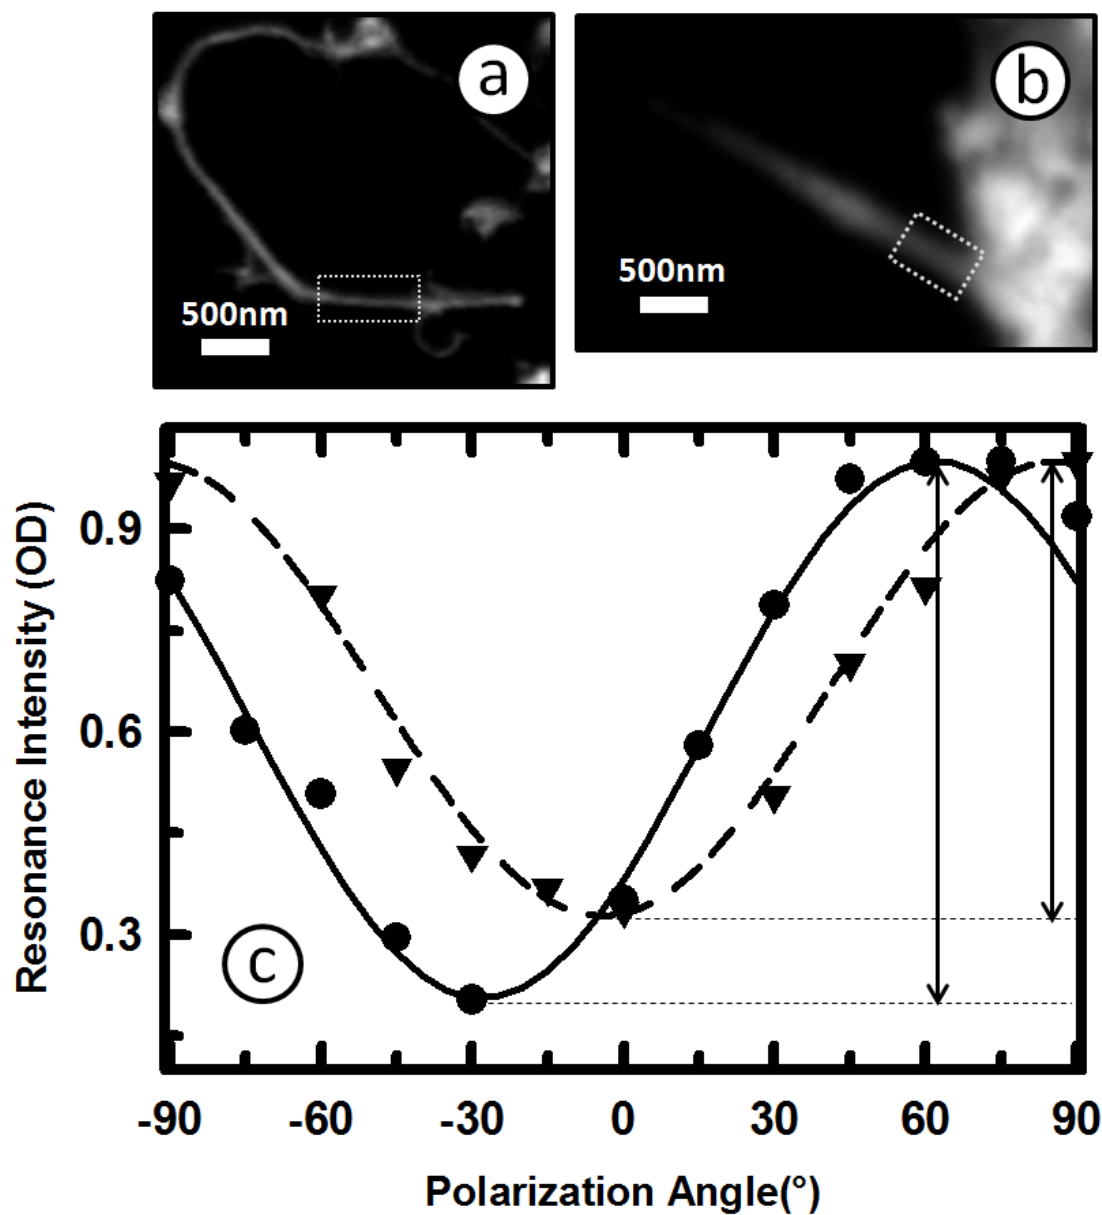 a
b
500nm
500nm
0.9
0.6
0.3
Resonance Intensity (OD)
c
-90 -60 -30 0 30 60 90
Polarization Angle(°)